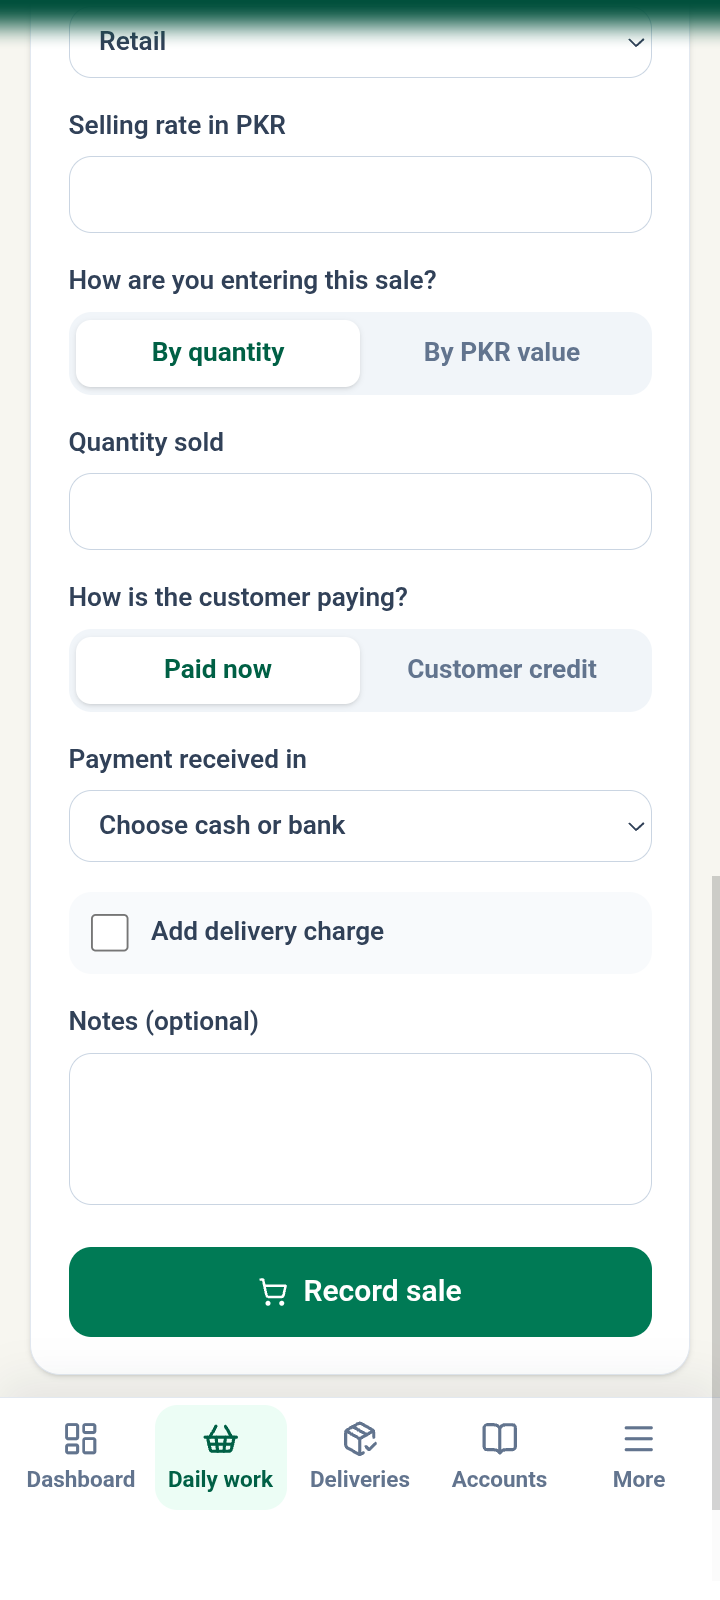 Retail
Selling rate in PKR
How are you entering this sale?
By quantity
By PKR value
Quantity sold
How is the customer paying?
Paid now
Customer credit
Payment received in
Choose cash or bank
Add delivery charge
Notes (optional)
Record sale
Dashboard
Daily work
Deliveries
Accounts
More